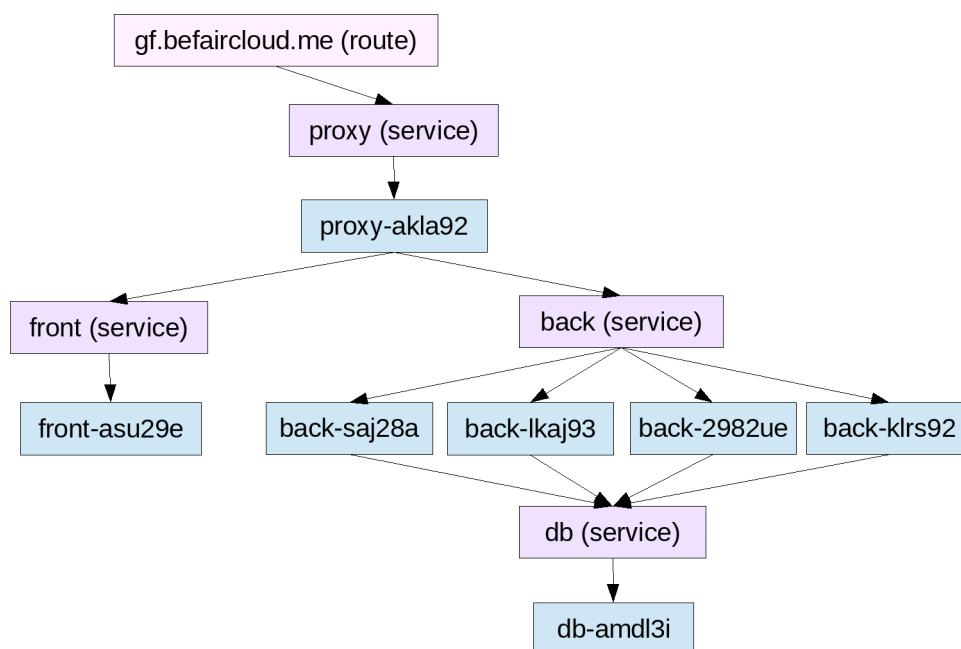 gf.befaircloud.me (route)
proxy (service)
proxy-akla92
front (service)
back (service)
front-asu29e
back-saj28a
back-lkaj93
back-2982ue
back-klrs92
db (service)
db-amdl3i